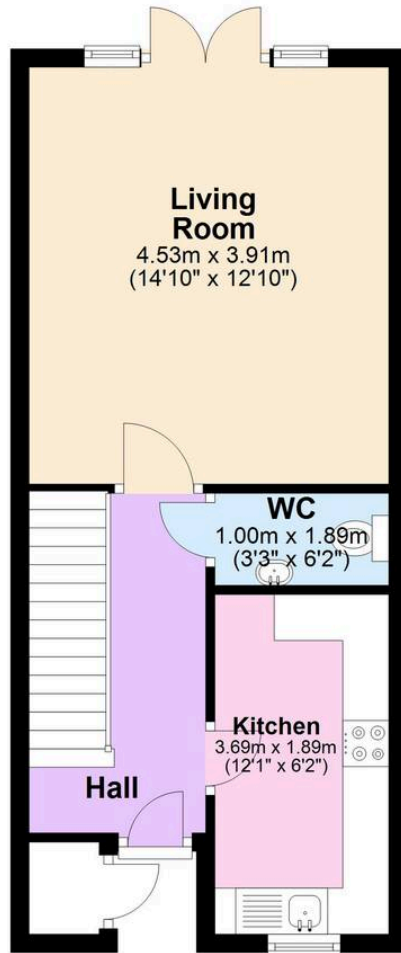 Living
Room
4.53m x 3.91m
(14'10" x 12'10")
WC
1.00m x 1.89m
(3'3" x 6'2")
Kitchen
3.69m x 1.89m
(12'1" x 6'2")
Hall